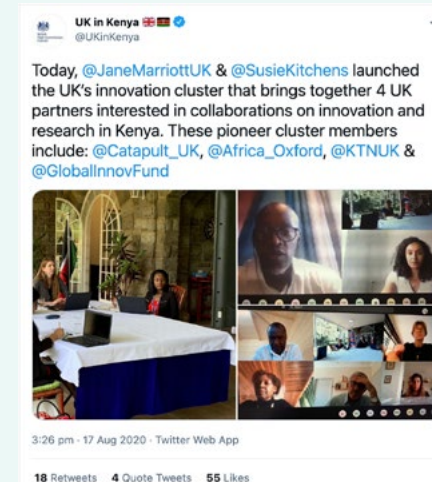 UK in Kenya
@UKinKenya
Today, @JaneMarriottUK & @SusieKitchens launched
the UK's innovation cluster that brings together 4 UK
partners interested in collaborations on innovation and
research in Kenya. These pioneer cluster members
include: @Catapult_UK, @Africa_Oxford, @KTNUK &
@GlobalInnovFund
3:26 pm · 17 Aug 2020 · Twitter Web App
18 Retweets 4 Quote Tweets 55 Likes